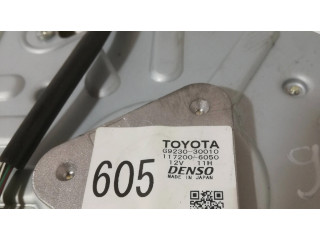 TOYOTA
G9230-30010
117200-6050
12V 11H
605
DENSO
MADE IN JAPAN